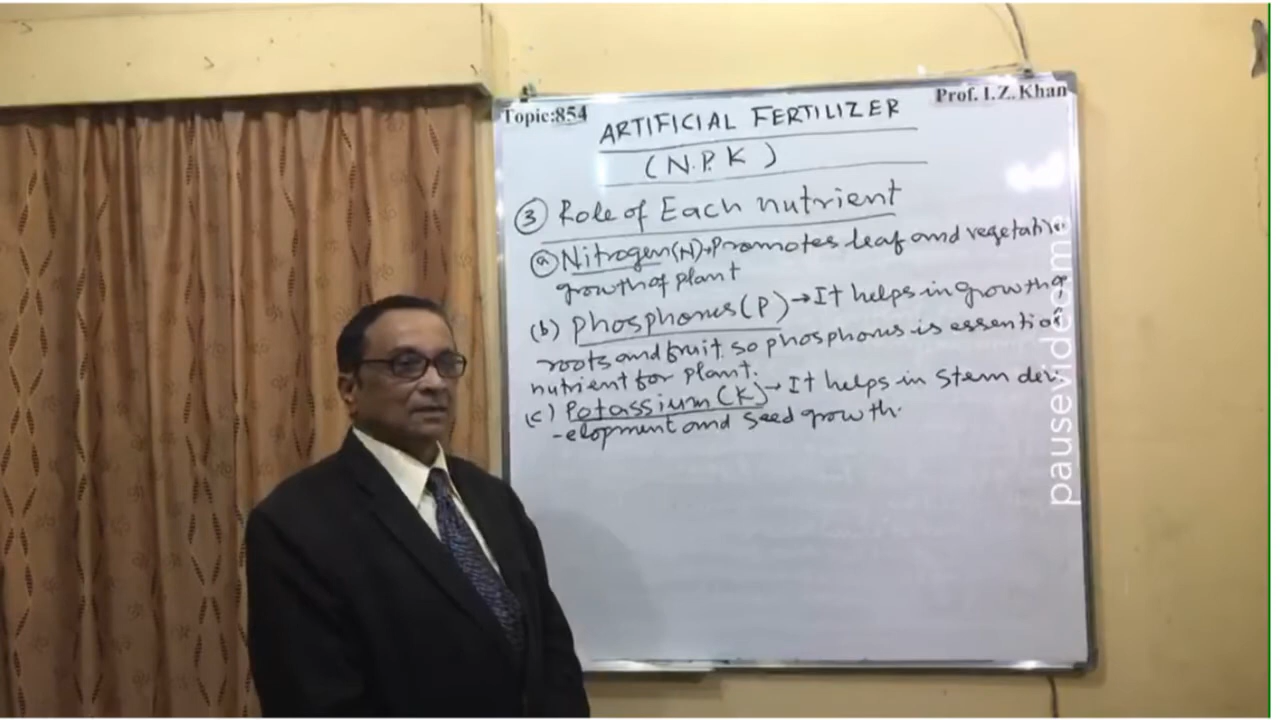 Topic:854
Prof. I.Z. Khan
ARTIFICIAL FERTILIZER
(N.P.K)
③ Role of Each nutrient
ⓐ Nitrogen(N)→Promotes leaf and vegetative
growth of plant
(b) Phosphorus(P)→It helps in growth of
roots and fruit. so phosphorus is essential
nutrient for plant.
(c) Potassium(K)→It helps in stem dev.
-elopment and seed growth.
pausevideo.me